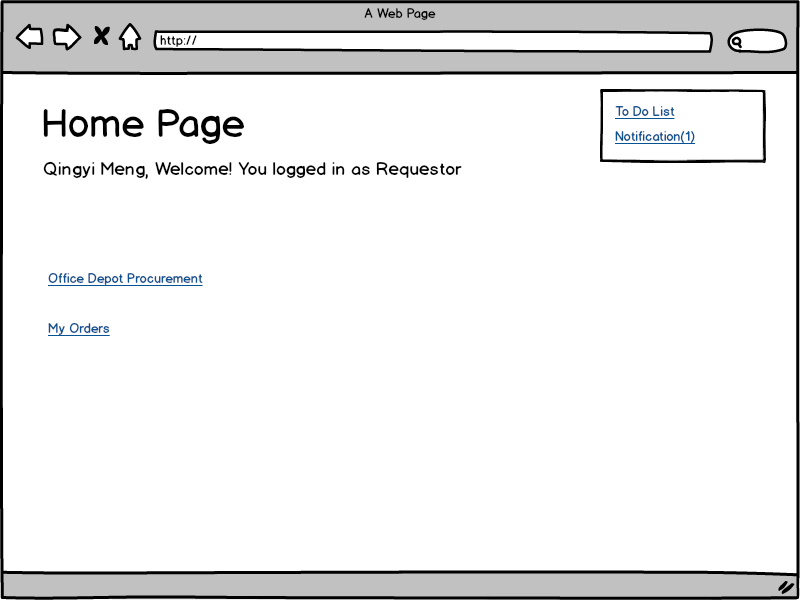 A Web Page
http://
To Do List
Notification(1)
Home Page
Qingyi Meng, Welcome! You logged in as Requestor
Office Depot Procurement
My Orders